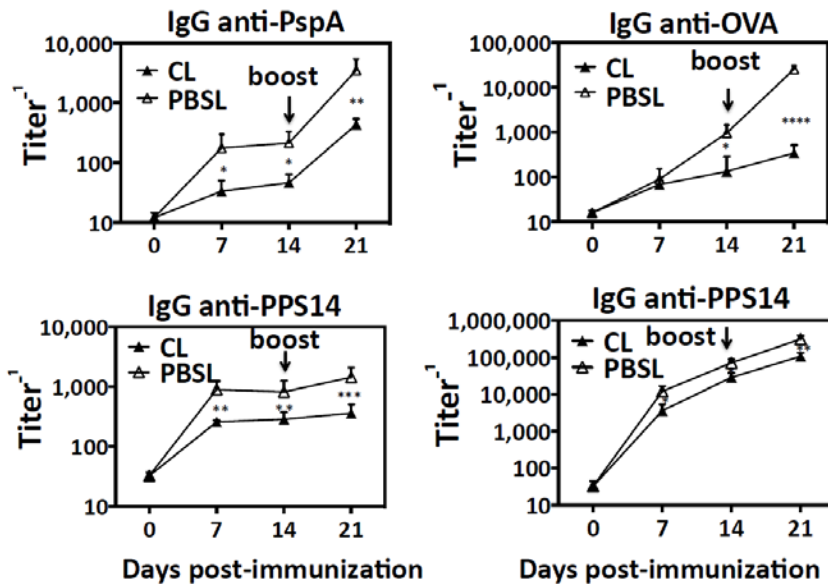 IgG anti-PspA
Titer⁻¹
10,000
1,000
100
10
CL
PBSL
boost
*
*
**
0 7 14 21
IgG anti-OVA
Titer⁻¹
100,000
10,000
1,000
100
10
CL
PBSL
boost
*
****
0 7 14 21
IgG anti-PPS14
Titer⁻¹
10,000
1,000
100
10
CL
PBSL
boost
**
**
***
0 7 14 21
Days post-immunization
IgG anti-PPS14
Titer⁻¹
1,000,000
100,000
10,000
1,000
100
10
CL
PBSL
boost
*
**
0 7 14 21
Days post-immunization